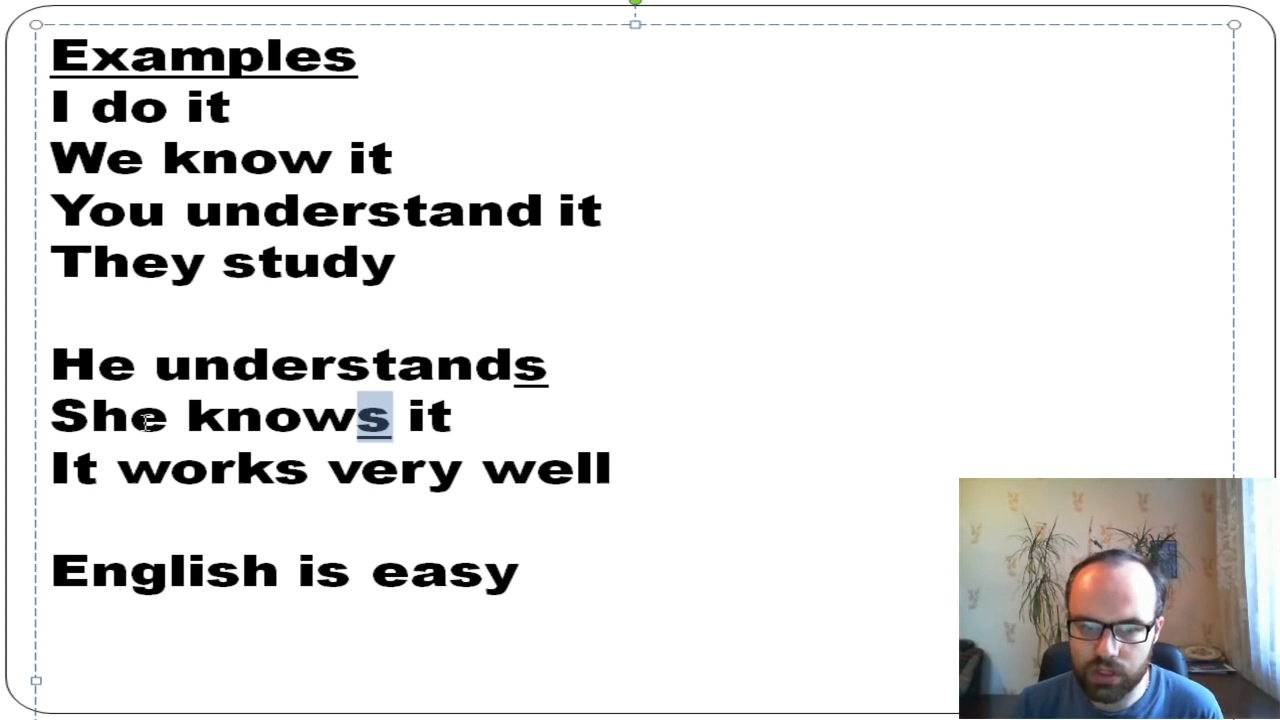 Examples
I do it
We know it
You understand it
They study
He understands
She knows it
It works very well
English is easy